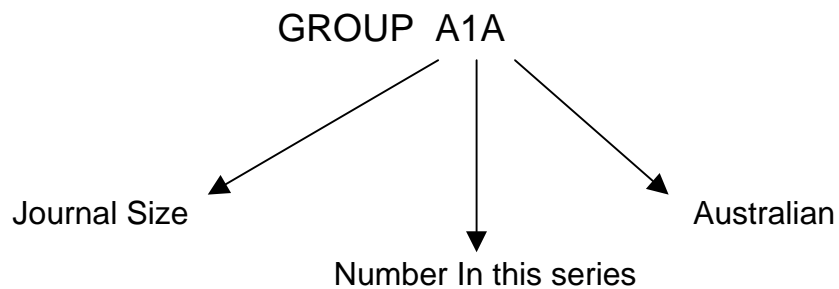 GROUP A1A
Journal Size
Australian
Number In this series